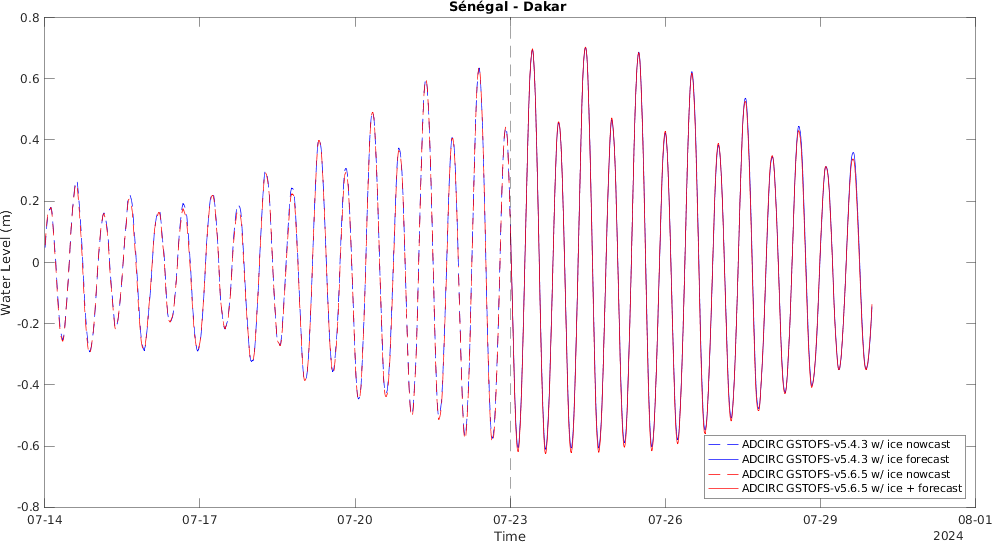 Sénégal - Dakar
0.8
0.6
0.4
0.2
0
-0.2
-0.4
-0.6
-0.8
Water Level (m)
07-14 07-17 07-20 07-23 07-26 07-29 08-01
Time
2024
ADCIRC GSTOFS-v5.4.3 w/ ice nowcast
ADCIRC GSTOFS-v5.4.3 w/ ice forecast
ADCIRC GSTOFS-v5.6.5 w/ ice nowcast
ADCIRC GSTOFS-v5.6.5 w/ ice + forecast